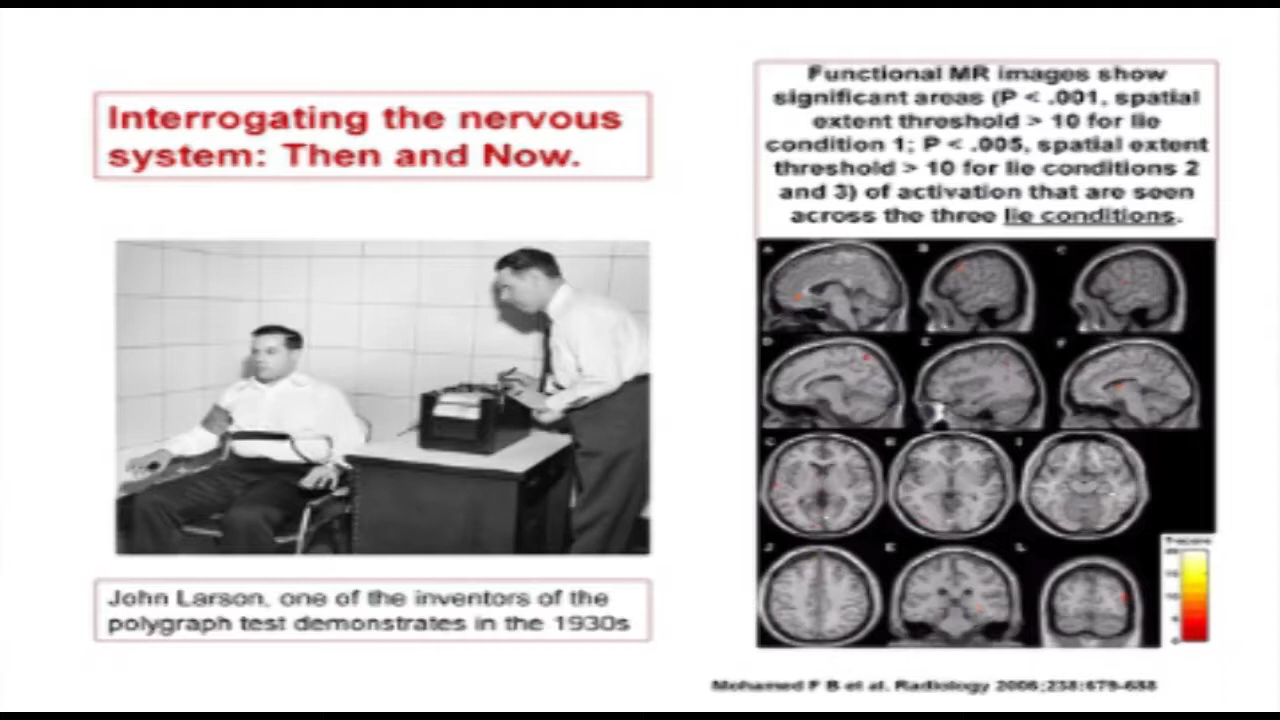 Interrogating the nervous
system: Then and Now.
John Larson, one of the inventors of the
polygraph test demonstrates in the 1930s
Functional MR images show
significant areas (P < .001, spatial
extent threshold > 10 for lie
condition 1; P < .005, spatial extent
threshold > 10 for lie conditions 2
and 3) of activation that are seen
across the three lie conditions.
A B C
D E F
G H I
J K L
Mohamed F B et al. Radiology 2006;238:679-688